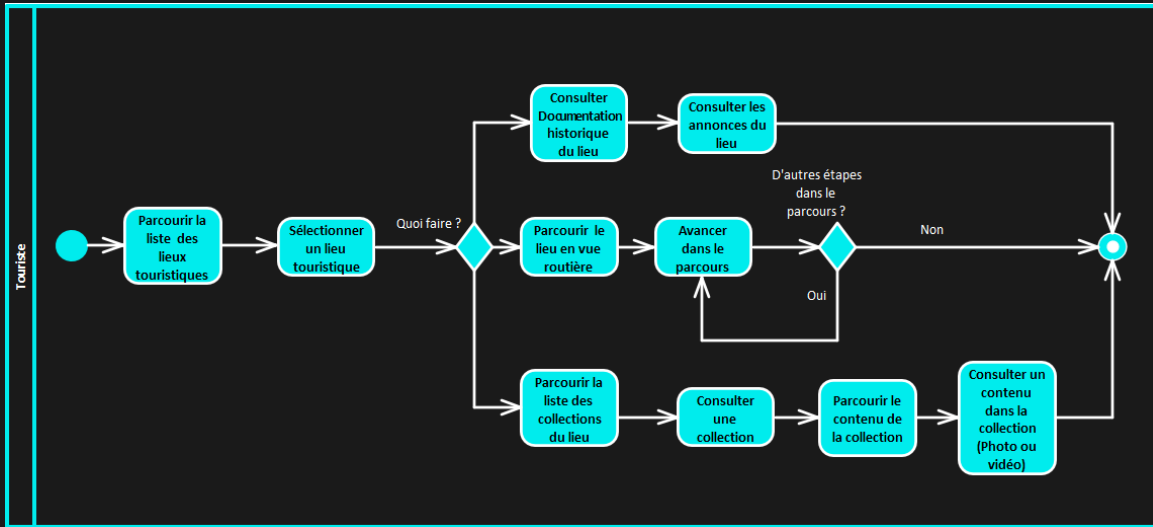 Touriste
Parcourir la
liste des
lieux
touristiques
Sélectionner
un lieu
touristique
Quoi faire ?
Consulter
Documentation
historique
du lieu
Consulter les
annonces du
lieu
Parcourir le
lieu en vue
routière
Avancer
dans le
parcours
D'autres étapes
dans le
parcours ?
Non
Oui
Parcourir la
liste des
collections
du lieu
Consulter
une
collection
Parcourir le
contenu de
la collection
Consulter un
contenu
dans la
collection
(Photo ou
vidéo)